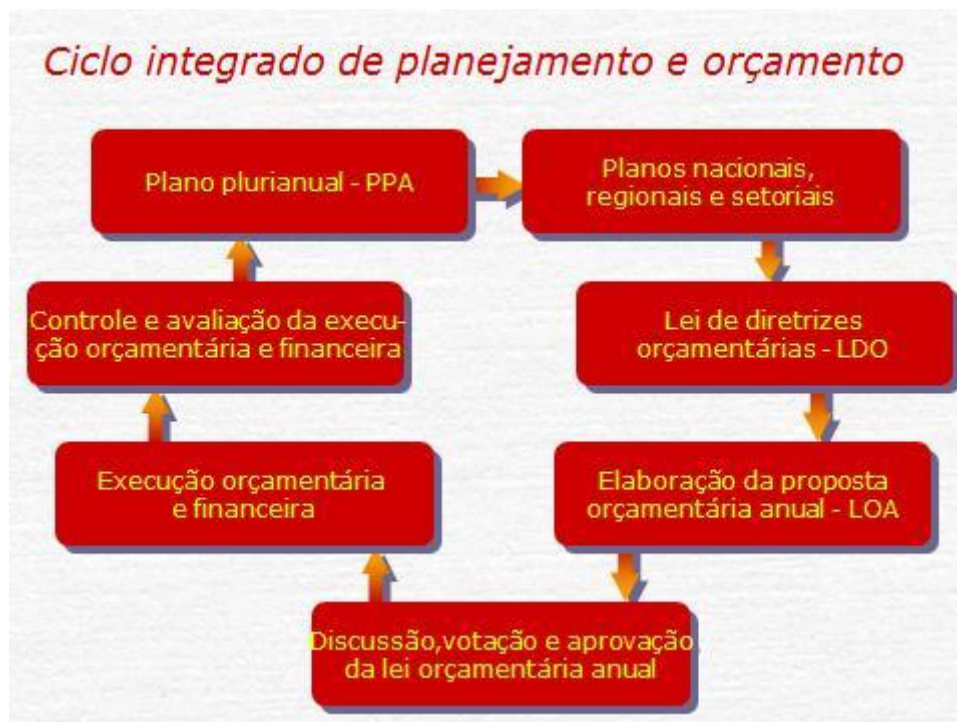 Ciclo integrado de planejamento e orçamento
Plano plurianual - PPA
Planos nacionais,
regionais e setoriais
Lei de diretrizes
orçamentárias - LDO
Elaboração da proposta
orçamentária anual - LOA
Discussão,votação e aprovação
da lei orçamentária anual
Execução orçamentária
e financeira
Controle e avaliação da execu-
ção orçamentária e financeira